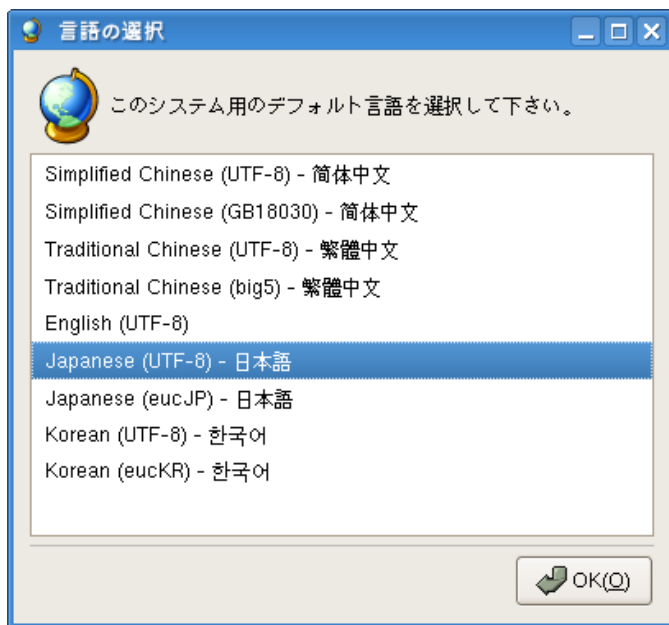 言語の選択
このシステム用のデフォルト言語を選択して下さい。
Simplified Chinese (UTF-8) - 简体中文
Simplified Chinese (GB18030) - 简体中文
Traditional Chinese (UTF-8) - 繁體中文
Traditional Chinese (big5) - 繁體中文
English (UTF-8)
Japanese (UTF-8) - 日本語
Japanese (eucJP) - 日本語
Korean (UTF-8) - 한국어
Korean (eucKR) - 한국어
OK(O)